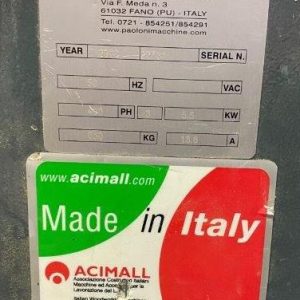 Via F. Meda n. 3
61032 FANO (PU) - ITALY
Tel. 0721 - 854251/854291
www.paolonimacchine.com
YEAR SERIAL N.
HZ VAC
PH KW
KG A
www.acimall.com
Made in Italy
ACIMALL
Associazione Costruttori Italiani
Macchine ed Accessori per la
Lavorazione del